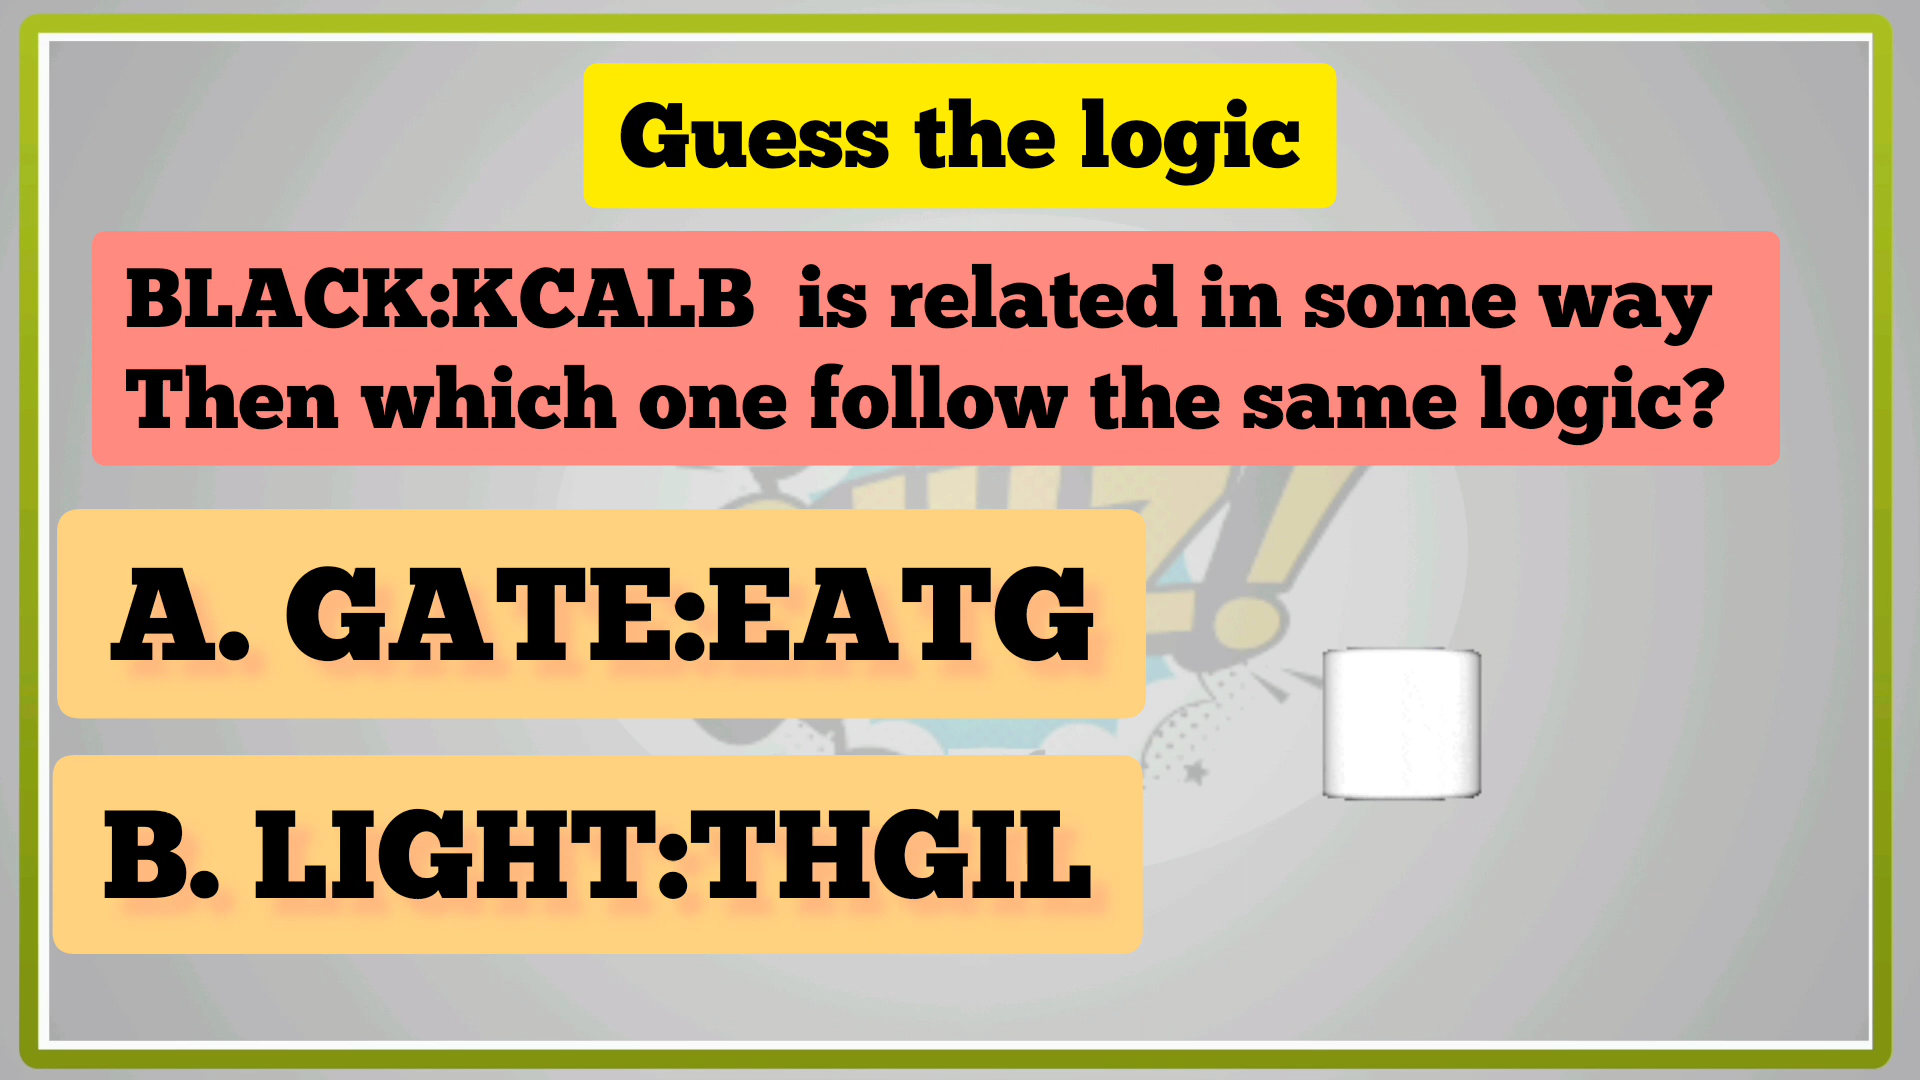 Guess the logic
BLACK:KCALB is related in some way
Then which one follow the same logic?
A. GATE:EATG
B. LIGHT:THGIL